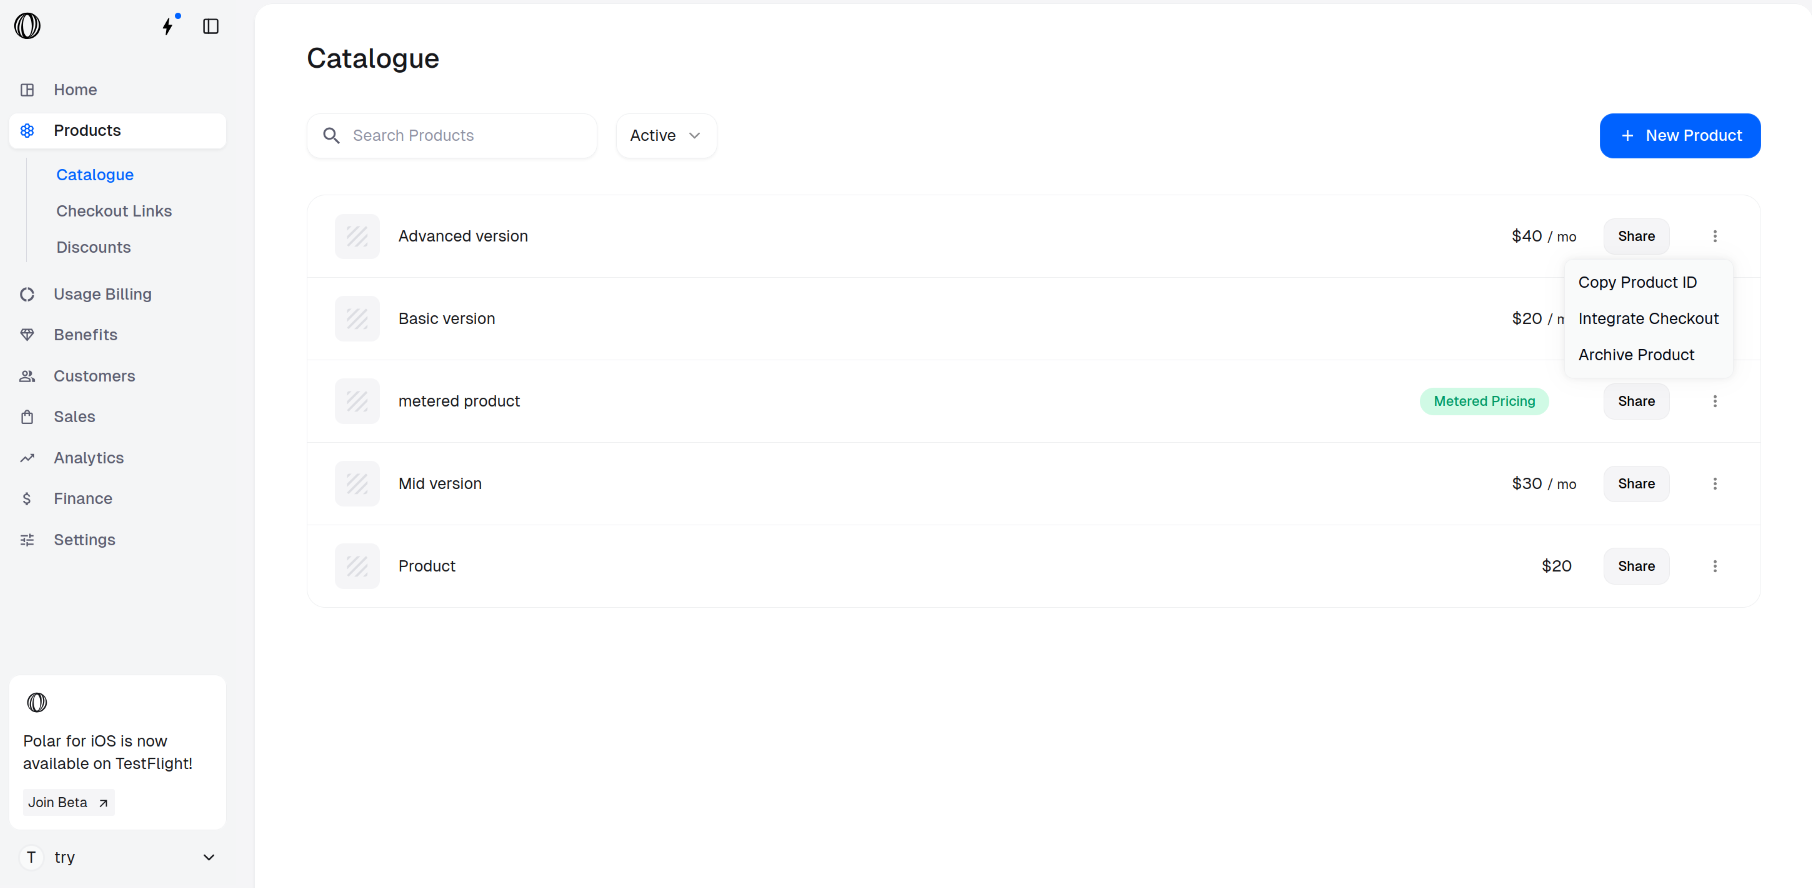 Home
Products
Catalogue
Checkout Links
Discounts
Usage Billing
Benefits
Customers
Sales
Analytics
Finance
Settings
Polar for iOS is now
available on TestFlight!
Join Beta
T try
Catalogue
Search Products
Active
New Product
Advanced version $40 / mo Share
Copy Product ID
Integrate Checkout
Archive Product
Basic version $20 /
metered product Metered Pricing Share
Mid version $30 / mo Share
Product $20 Share